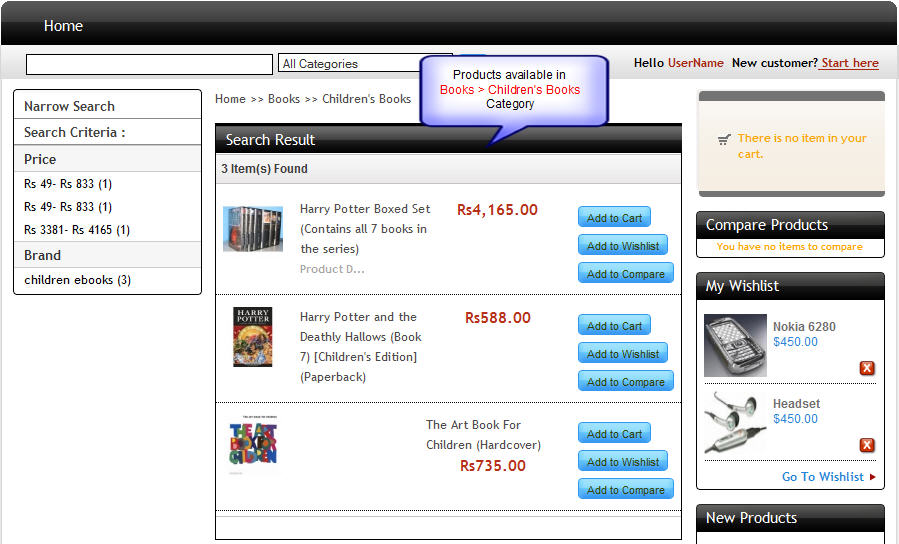 Home
All Categories
Hello UserName New customer? Start here
Products available in
Books > Children's Books
Category
Narrow Search
Search Criteria :
Price
Rs 49- Rs 833 (1)
Rs 49- Rs 833 (1)
Rs 3381- Rs 4165 (1)
Brand
children ebooks (3)
Home >> Books >> Children's Books
Search Result
3 Item(s) Found
Harry Potter Boxed Set
(Contains all 7 books in
the series)
Product D...
Rs4,165.00
Add to Cart
Add to Wishlist
Add to Compare
HARRY
POTTER
Harry Potter and the
Deathly Hallows (Book
7) [Children's Edition]
(Paperback)
Rs588.00
Add to Cart
Add to Wishlist
Add to Compare
THE ART
BOOK FOR
CHILDREN
The Art Book For
Children (Hardcover)
Rs735.00
Add to Cart
Add to Wishlist
Add to Compare
There is no item in your
cart.
Compare Products
You have no items to compare
My Wishlist
Nokia 6280
$450.00
X
Headset
$450.00
X
Go To Wishlist
New Products